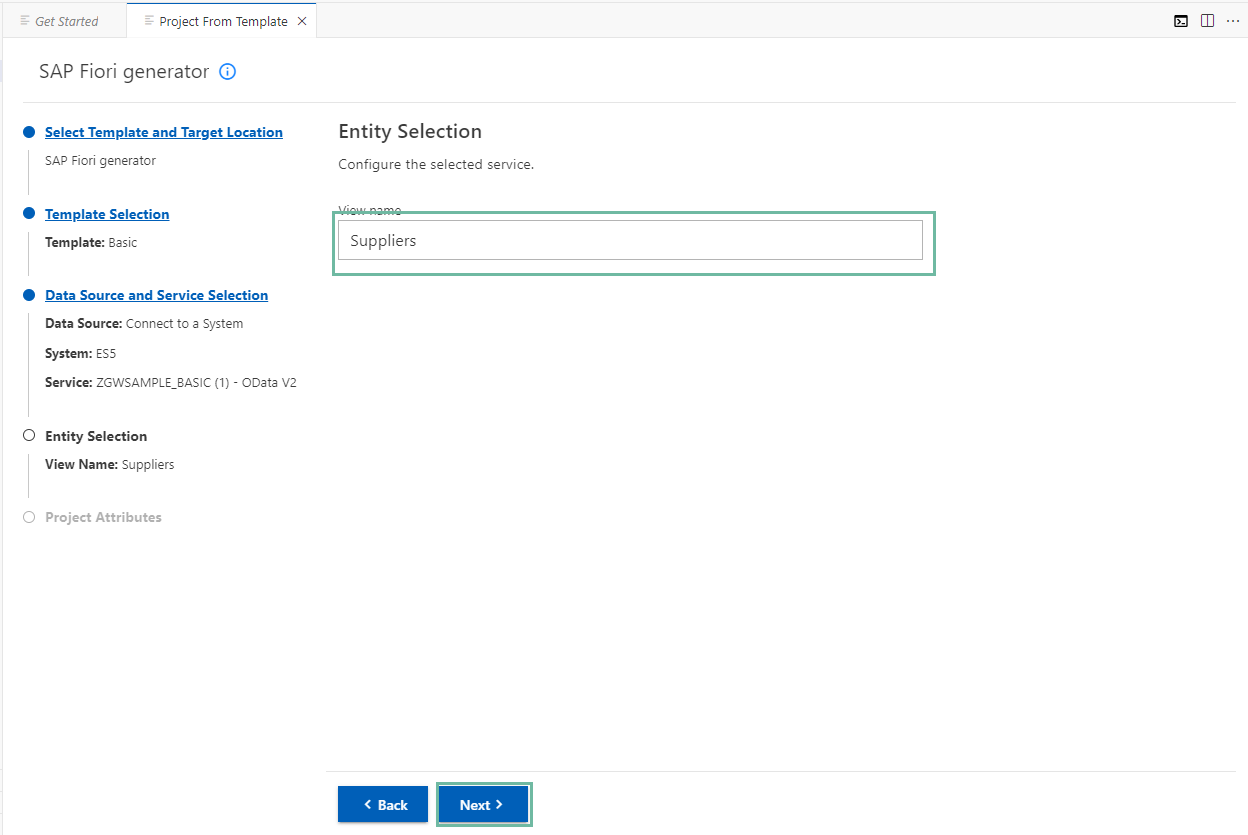 Get Started
Project From Template
SAP Fiori generator
Select Template and Target Location
SAP Fiori generator
Template Selection
Template: Basic
Data Source and Service Selection
Data Source: Connect to a System
System: ES5
Service: ZGWSAMPLE_BASIC (1) - OData V2
Entity Selection
View Name: Suppliers
Project Attributes
Entity Selection
Configure the selected service.
View name
Suppliers
Back
Next